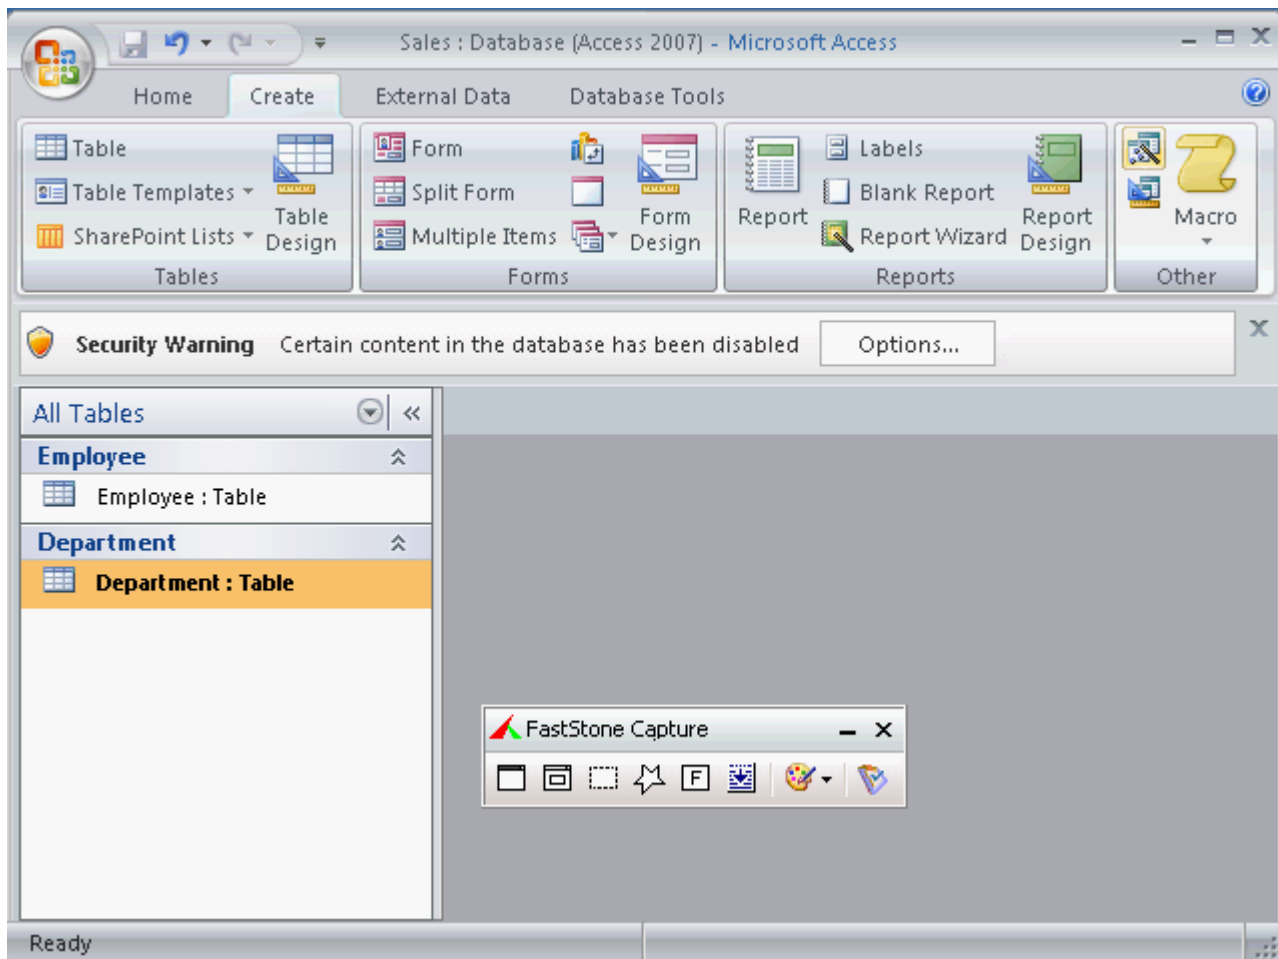 Sales : Database (Access 2007) - Microsoft Access
Home Create External Data Database Tools
Table
Table Templates
SharePoint Lists
Table Design
Tables
Form
Split Form
Multiple Items
Form Design
Forms
Report
Labels
Blank Report
Report Wizard
Report Design
Reports
Macro
Other
Security Warning Certain content in the database has been disabled Options...
All Tables
Employee
Employee : Table
Department
Department : Table
FastStone Capture
F
Ready